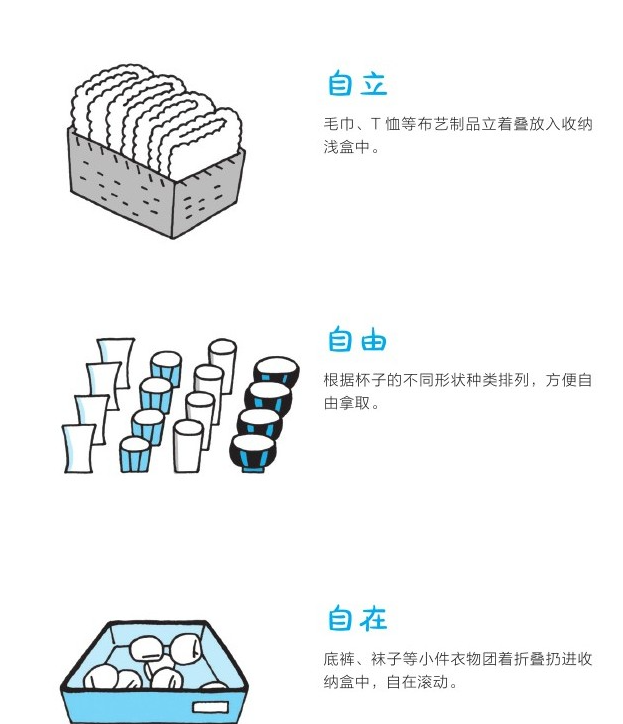 自立
毛巾、T 恤等布艺制品立着叠放入收纳
浅盒中。
自由
根据杯子的不同形状种类排列，方便自
由拿取。
自在
底裤、袜子等小件衣物团着折叠扔进收
纳盒中，自在滚动。